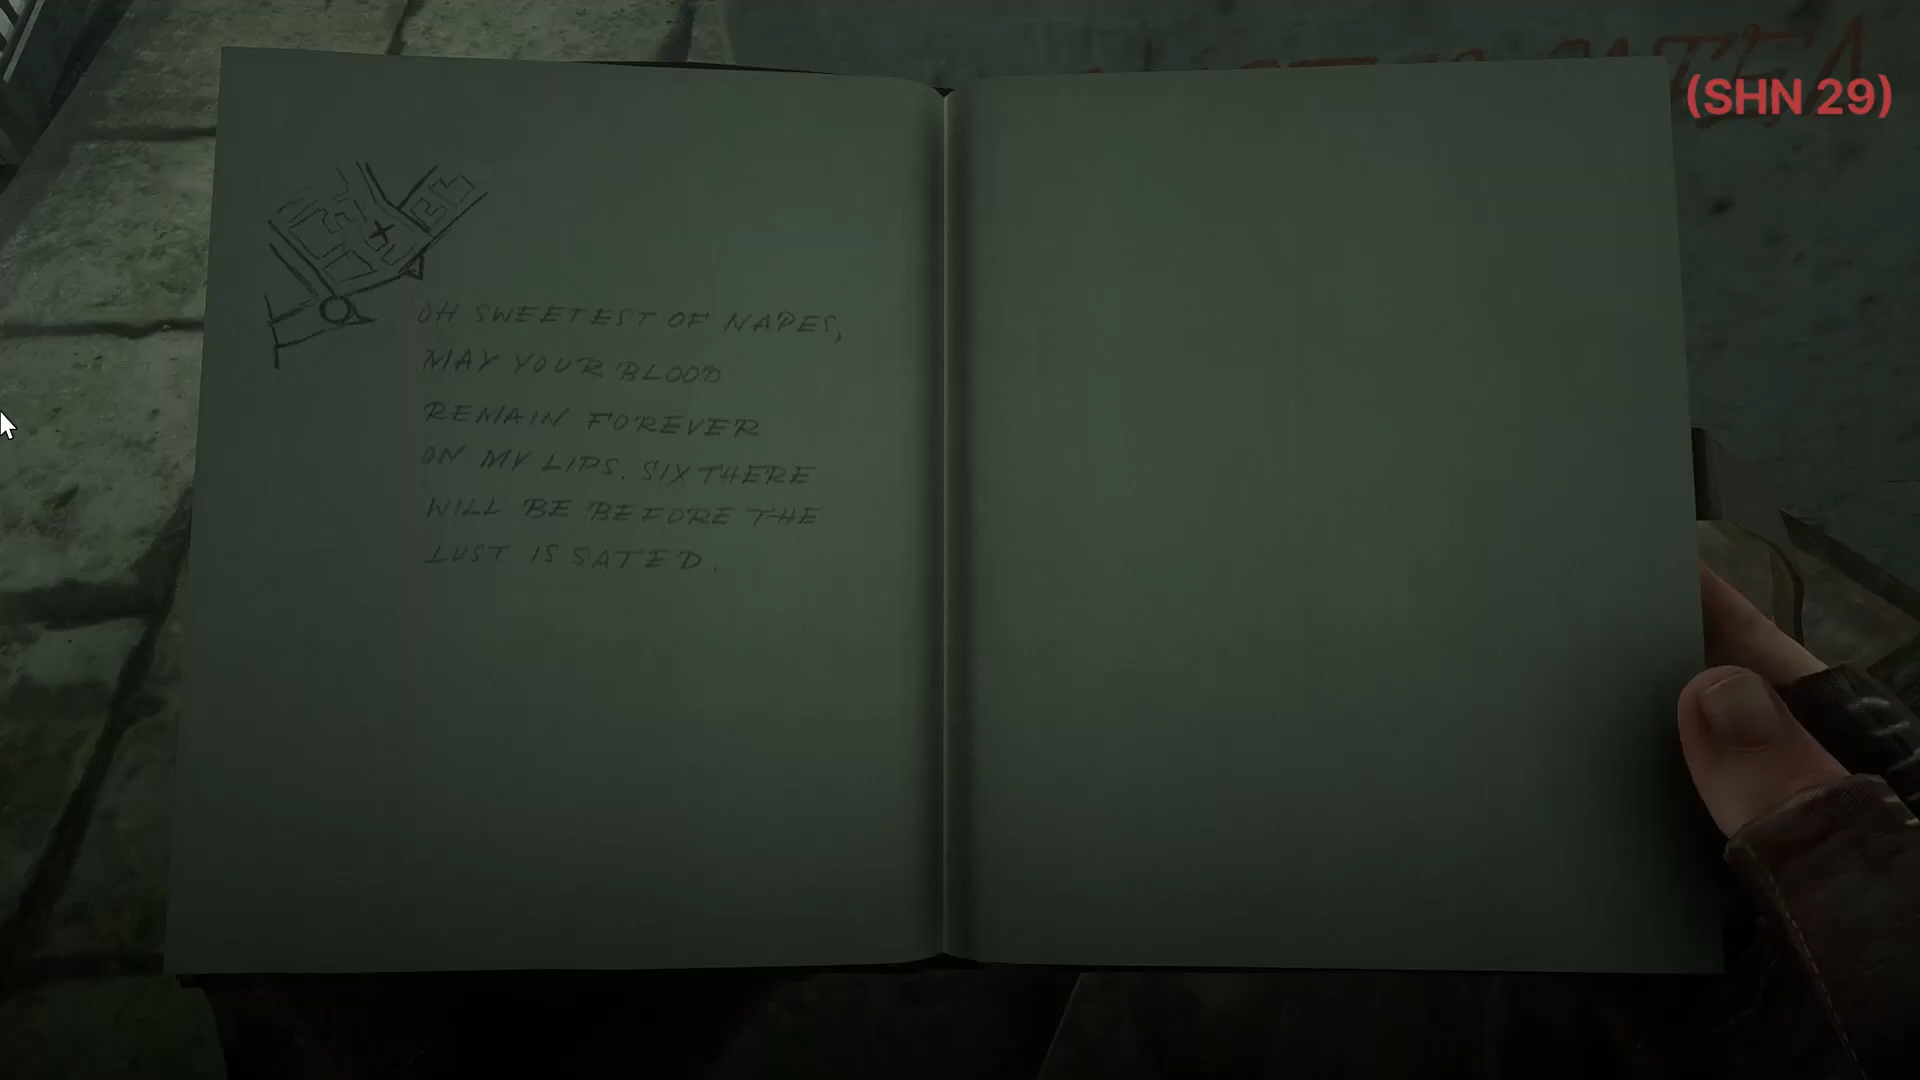 (SHN 29)
OH SWEETEST OF NAPES,
MAY YOUR BLOOD
REMAIN FOREVER
ON MY LIPS. SIX THERE
WILL BE BEFORE THE
LUST IS SATED.